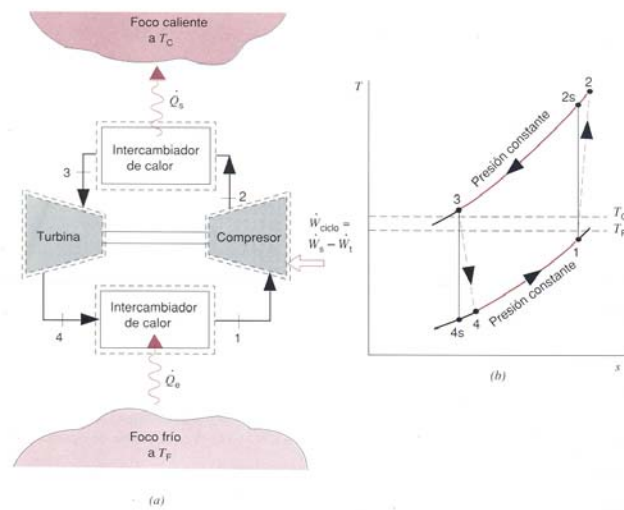 Foco caliente
a T_C
Q̇_s
Intercambiador
de calor
3
2
Turbina
Compresor
Ẇ_ciclo =
Ẇ_s – Ẇ_t
Intercambiador
de calor
4
1
Q̇_e
Foco frío
a T_F
(a)
T
2s
2
Presión constante
3
T_C
T_F
1
Presión constante
4s
4
s
(b)